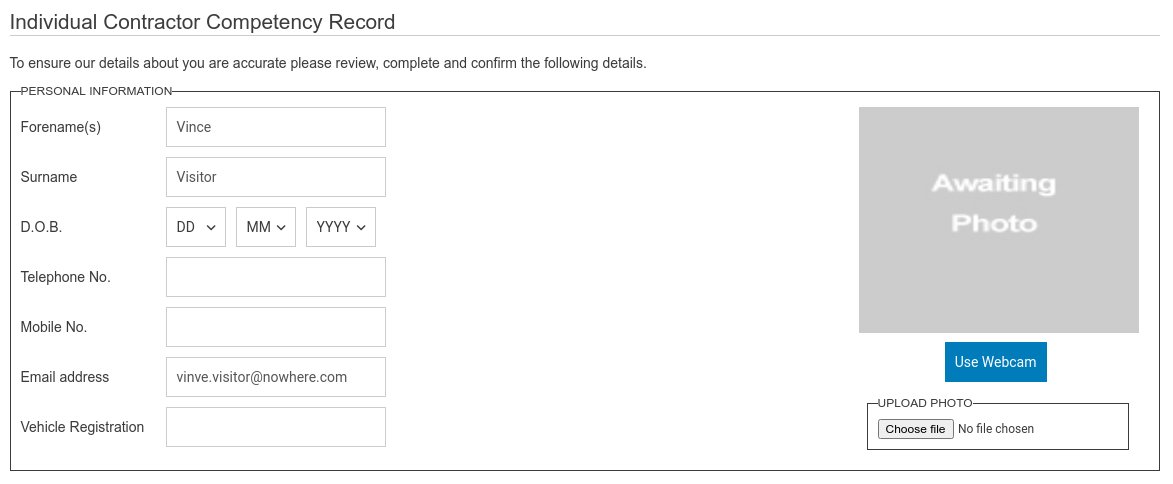 Individual Contractor Competency Record
To ensure our details about you are accurate please review, complete and confirm the following details.
PERSONAL INFORMATION
Forename(s) Vince
Surname Visitor
D.O.B. DD MM YYYY
Telephone No.
Mobile No.
Email address vinve.visitor@nowhere.com
Vehicle Registration
Awaiting
Photo
Use Webcam
UPLOAD PHOTO
Choose file No file chosen